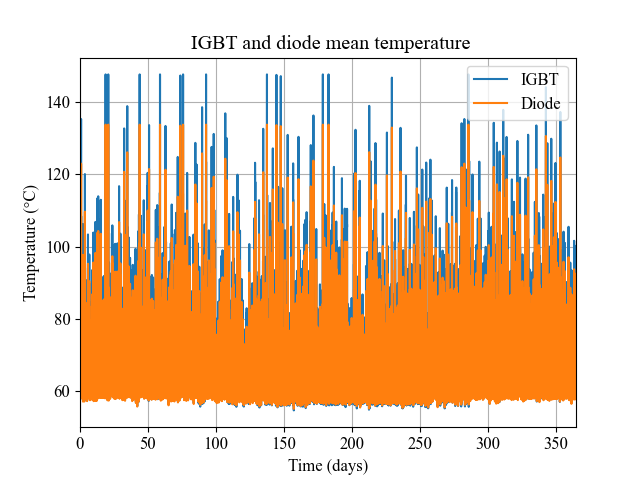 IGBT and diode mean temperature
IGBT
Diode
Temperature (°C)
140
120
100
80
60
0 50 100 150 200 250 300 350
Time (days)